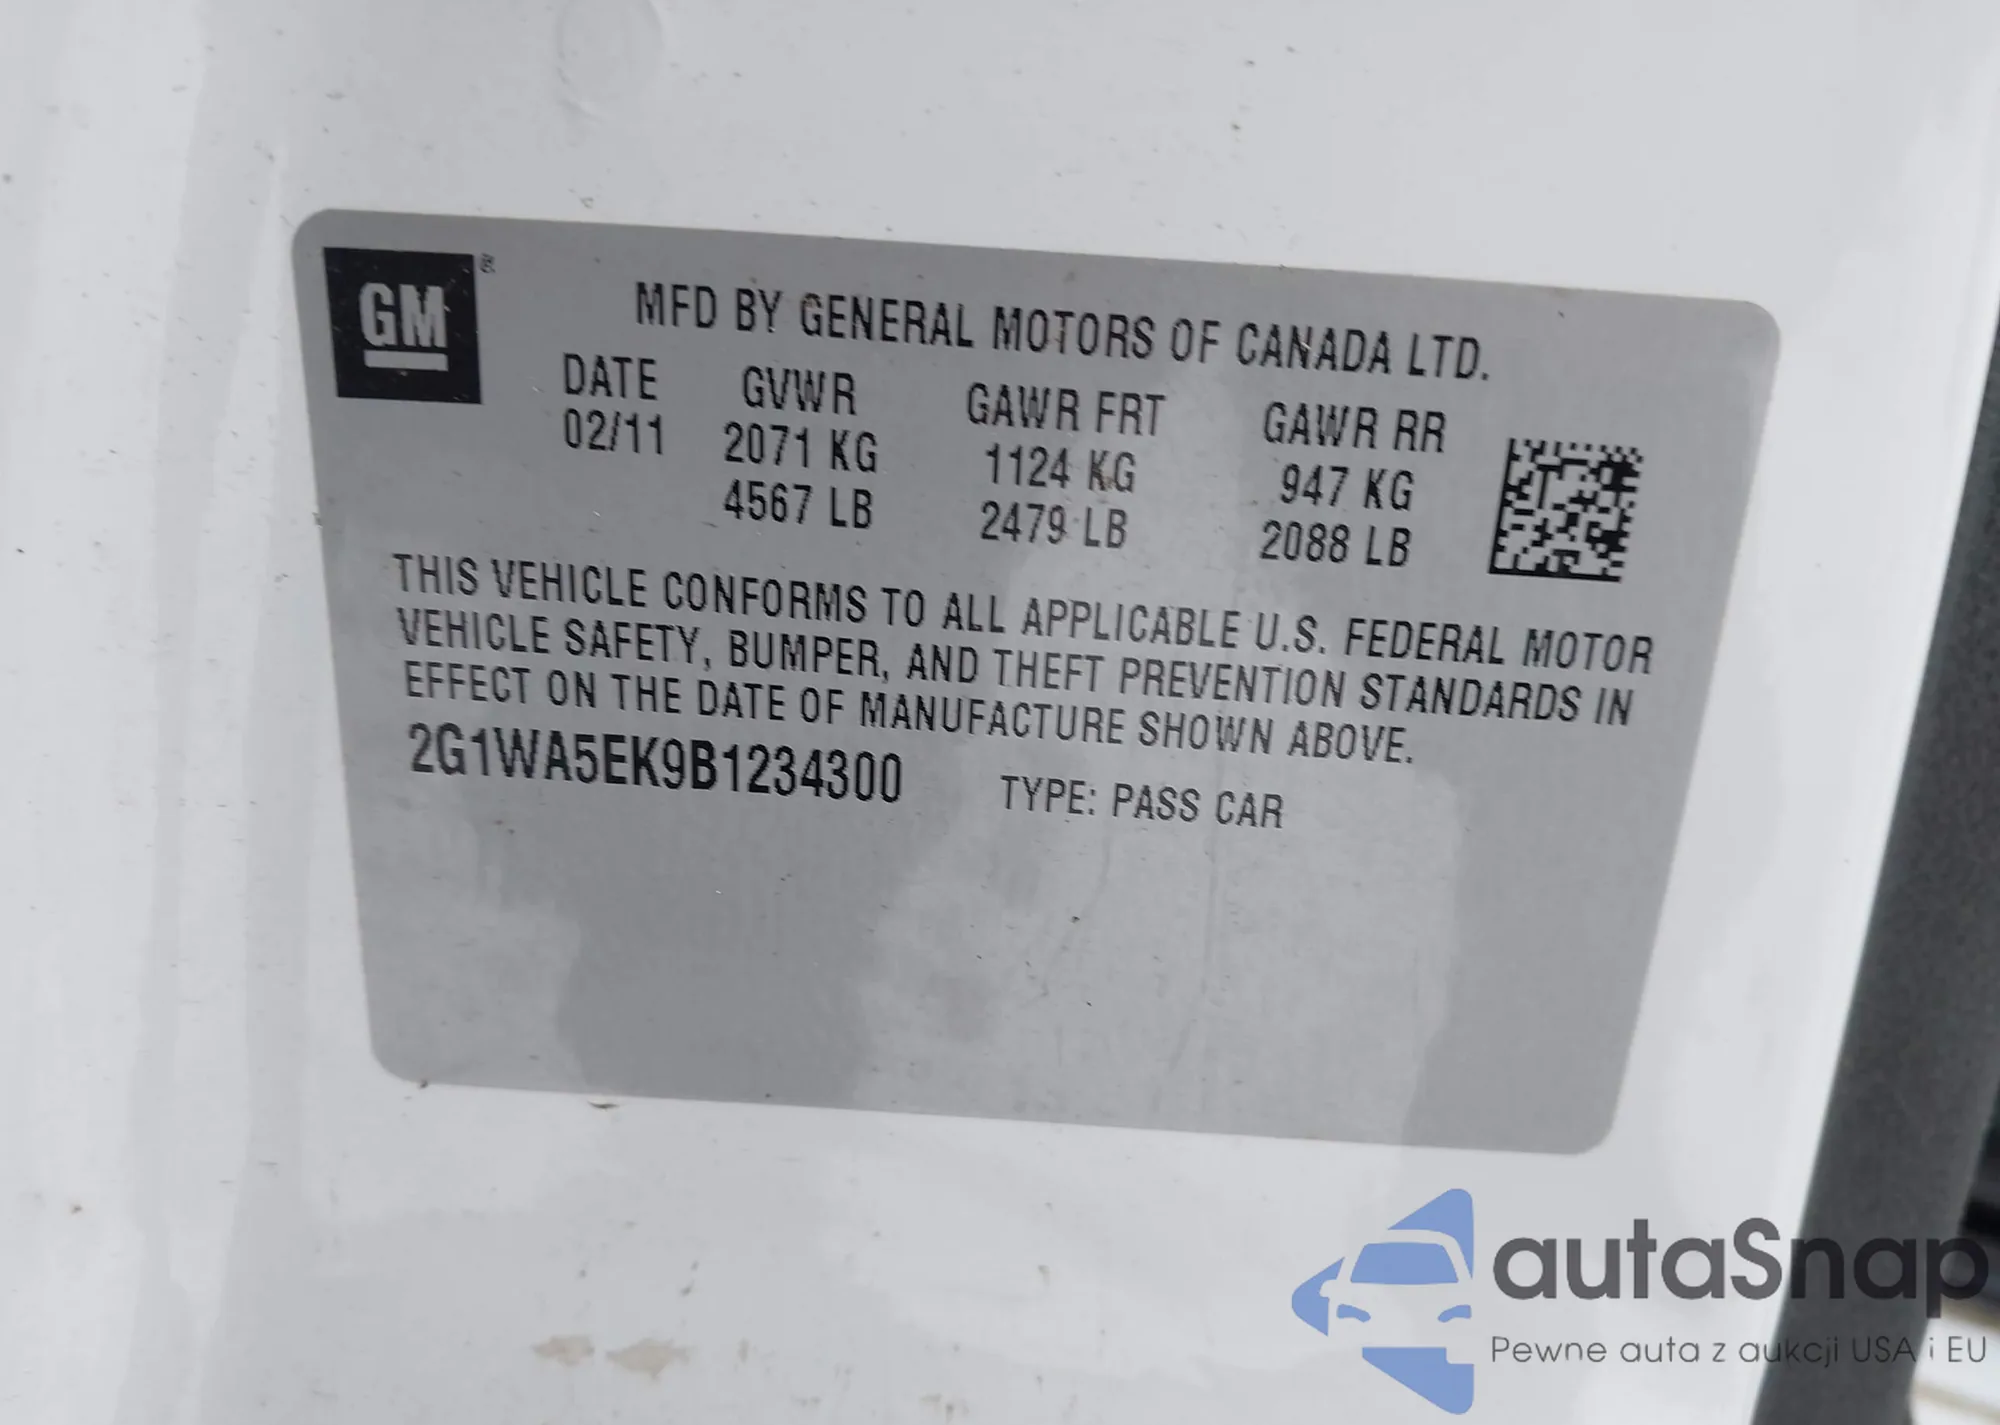 GM ®
MFD BY GENERAL MOTORS OF CANADA LTD.
DATE GVWR GAWR FRT GAWR RR
02/11 2071 KG 1124 KG 947 KG
4567 LB 2479 LB 2088 LB
THIS VEHICLE CONFORMS TO ALL APPLICABLE U.S. FEDERAL MOTOR
VEHICLE SAFETY, BUMPER, AND THEFT PREVENTION STANDARDS IN
EFFECT ON THE DATE OF MANUFACTURE SHOWN ABOVE.
2G1WA5EK9B1234300 TYPE: PASS CAR
autaSnap
Pewne auta z aukcji USA i EU